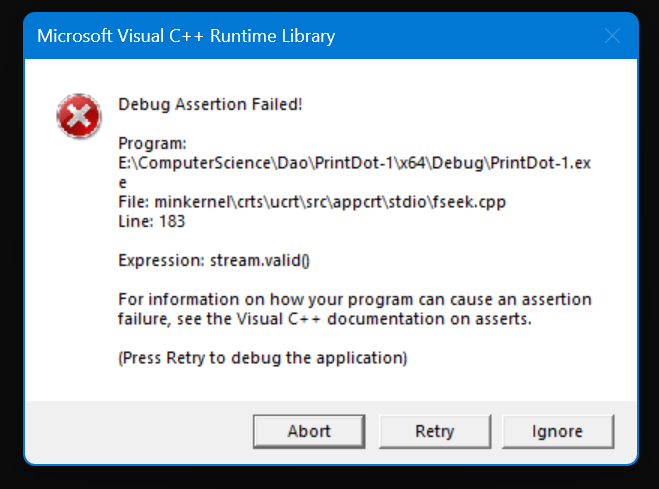 Microsoft Visual C++ Runtime Library
Debug Assertion Failed!
Program:
E:\ComputerScience\Dao\PrintDot-1\x64\Debug\PrintDot-1.ex
e
File: minkernel\crts\ucrt\src\appcrt\stdio\fseek.cpp
Line: 183
Expression: stream.valid()
For information on how your program can cause an assertion
failure, see the Visual C++ documentation on asserts.
(Press Retry to debug the application)
Abort Retry Ignore